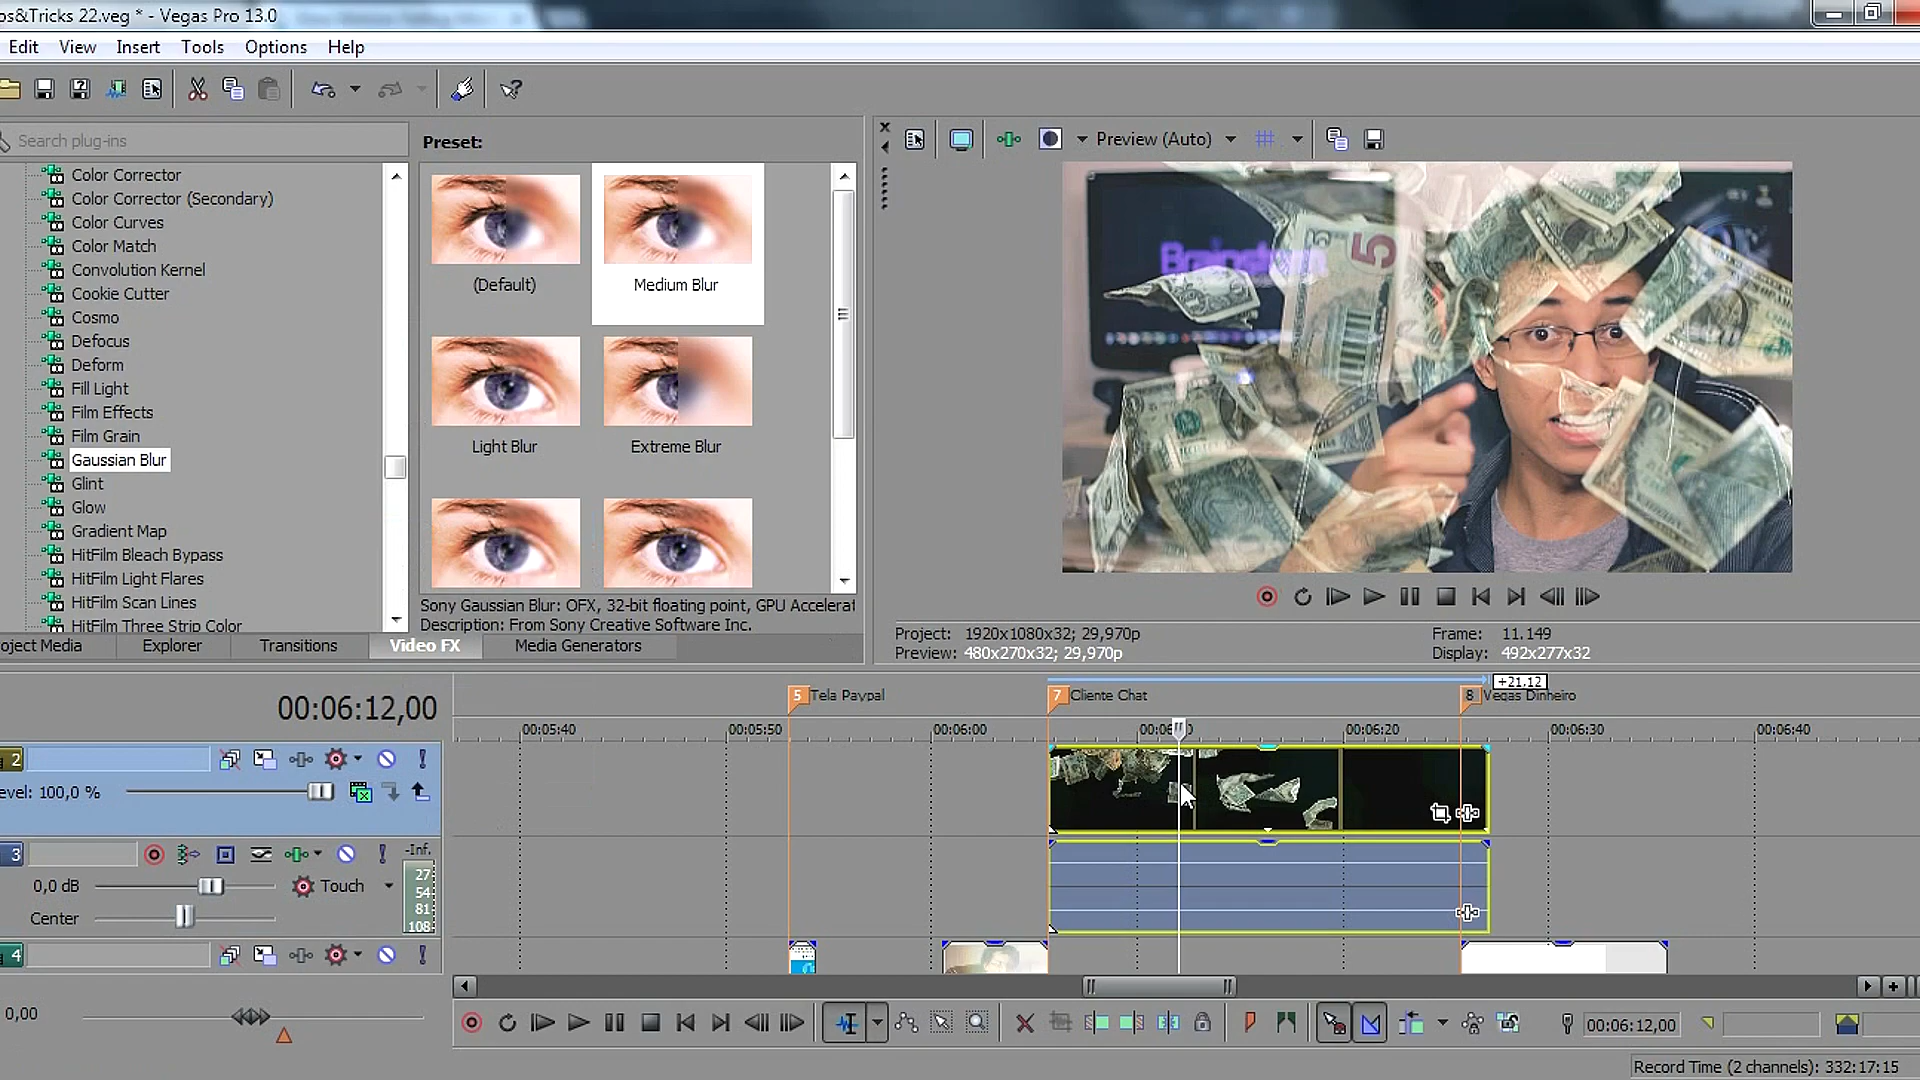 os&Tricks 22.veg * - Vegas Pro 13.0
Edit View Insert Tools Options Help
Search plug-ins
Color Corrector
Color Corrector (Secondary)
Color Curves
Color Match
Convolution Kernel
Cookie Cutter
Cosmo
Defocus
Deform
Fill Light
Film Effects
Film Grain
Gaussian Blur
Glint
Glow
Gradient Map
HitFilm Bleach Bypass
HitFilm Light Flares
HitFilm Scan Lines
HitFilm Three Strip Color
Preset:
(Default)
Medium Blur
Light Blur
Extreme Blur
Sony Gaussian Blur: OFX, 32-bit floating point, GPU Accelerat
Description: From Sony Creative Software Inc.
oject Media Explorer Transitions Video FX Media Generators
Preview (Auto)
5
Project: 1920x1080x32; 29,970p
Preview: 480x270x32; 29,970p
Frame: 11.149
Display: 492x277x32
00:06:12,00
+21.12
5 Tela Paypal
7 Cliente Chat
8 Vegas Dinheiro
00:05:40 00:05:50 00:06:00 00:06:20 00:06:30 00:06:40
2
evel: 100,0 %
3
-Inf.
27
54
81
108
0,0 dB
Touch
Center
4
0,00
00:06:12,00
Record Time (2 channels): 332:17:15